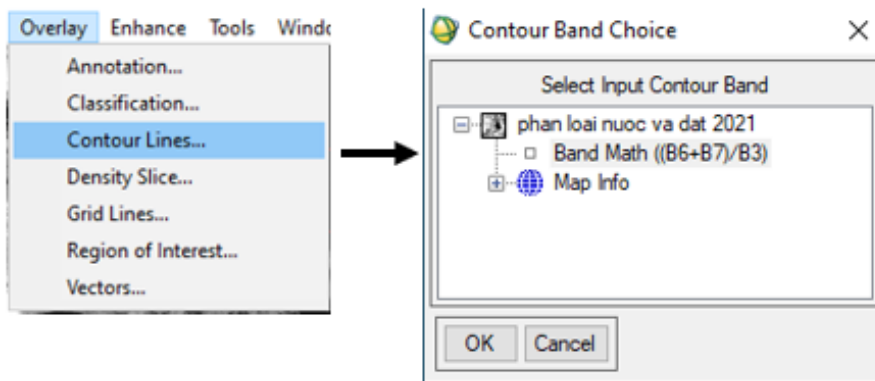 Overlay Enhance Tools
Annotation...
Classification...
Contour Lines...
Density Slice...
Grid Lines...
Region of Interest...
Vectors...
Contour Band Choice
Select Input Contour Band
phan loai nuoc va dat 2021
Band Math ((B6+B7)/B3)
Map Info
OK Cancel